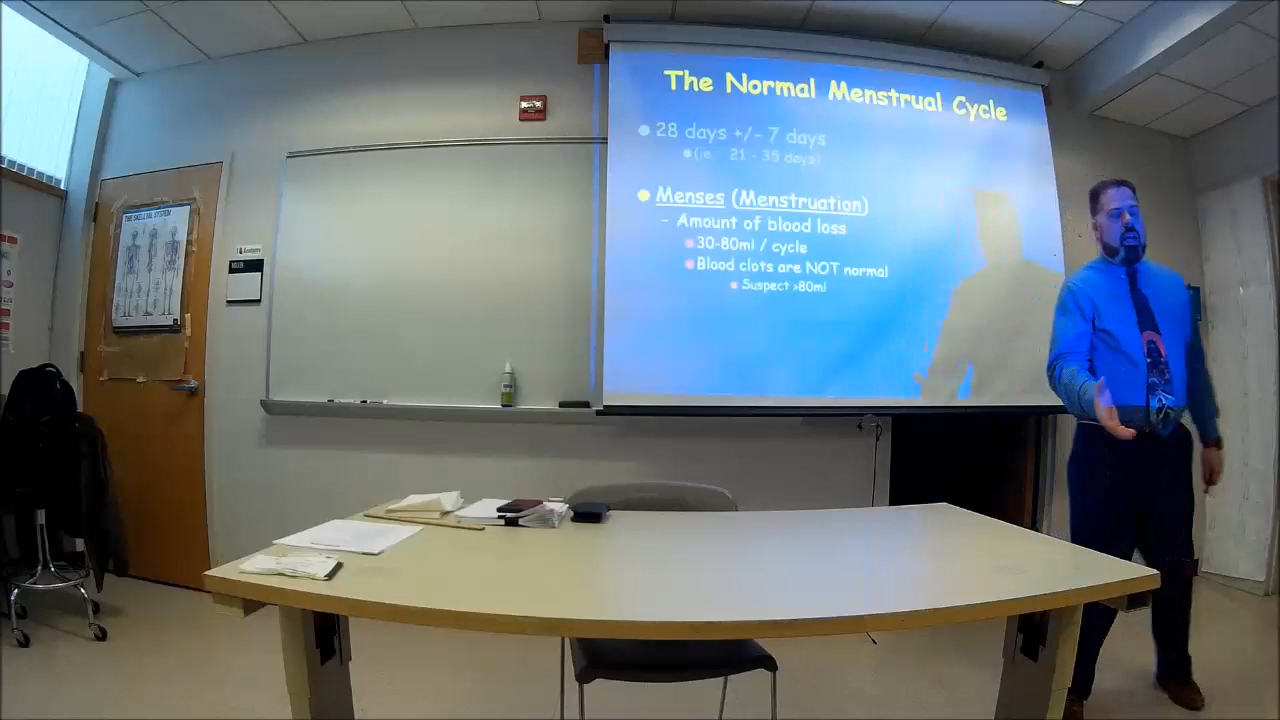 The Normal Menstrual Cycle
28 days +/- 7 days
(ie. 21 - 35 days)
Menses (Menstruation)
- Amount of blood loss
30-80ml / cycle
Blood clots are NOT normal
Suspect >80ml
THE SKELETAL SYSTEM